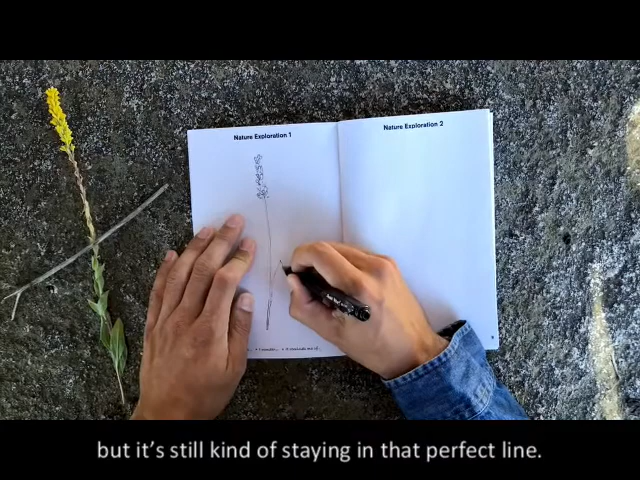 Nature Exploration 1
Nature Exploration 2
but it's still kind of staying in that perfect line.